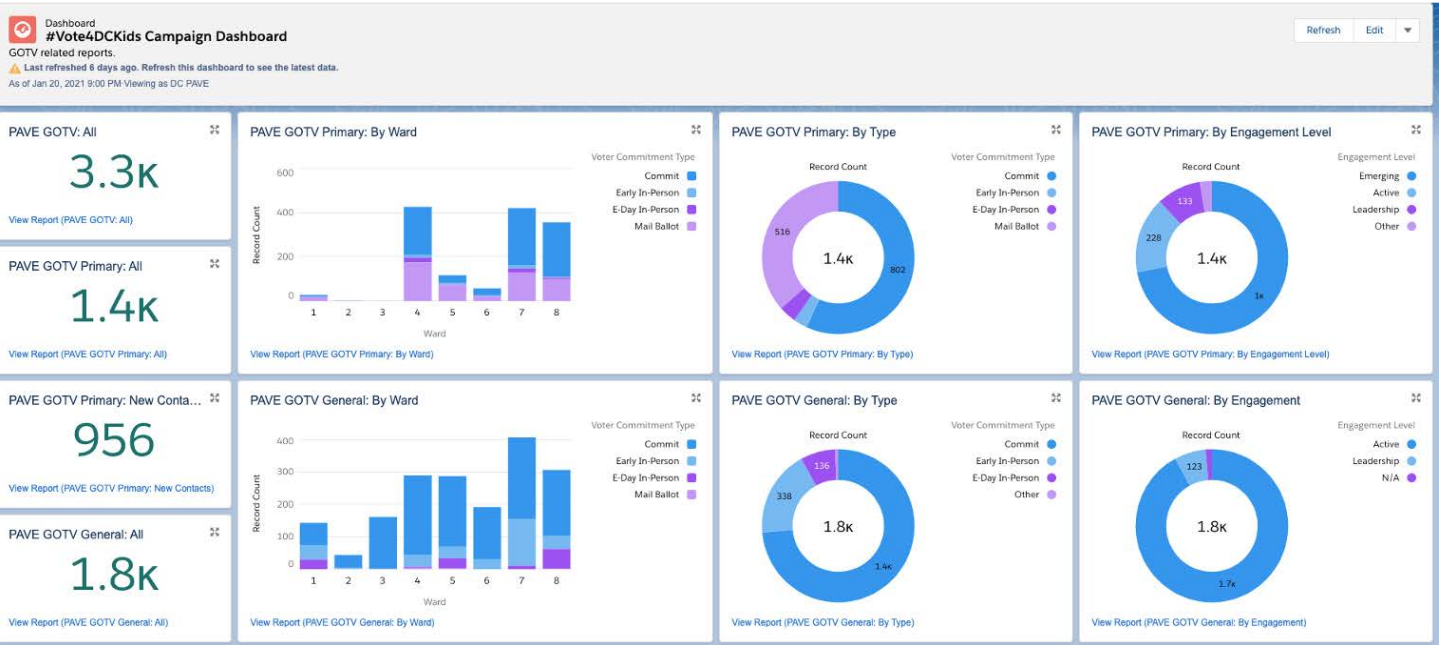 Dashboard
#Vote4DCKids Campaign Dashboard
GOTV related reports.
Last refreshed 6 days ago. Refresh this dashboard to see the latest data.
As of Jan 20, 2021 9:00 PM·Viewing as DC PAVE
Refresh
Edit
PAVE GOTV: All
3.3K
View Report (PAVE GOTV: All)
PAVE GOTV Primary: All
1.4K
View Report (PAVE GOTV Primary: All)
PAVE GOTV Primary: By Ward
Voter Commitment Type
Commit
Early In-Person
E-Day In-Person
Mail Ballot
Record Count
600
400
200
0
1 2 3 4 5 6 7 8
Ward
View Report (PAVE GOTV Primary: By Ward)
PAVE GOTV Primary: By Type
Record Count
Voter Commitment Type
Commit
Early In-Person
E-Day In-Person
Mail Ballot
516
1.4K
802
View Report (PAVE GOTV Primary: By Type)
PAVE GOTV Primary: By Engagement Level
Record Count
Engagement Level
Emerging
Active
Leadership
Other
133
228
1.4K
1K
View Report (PAVE GOTV Primary: By Engagement Level)
PAVE GOTV Primary: New Conta...
956
View Report (PAVE GOTV Primary: New Contacts)
PAVE GOTV General: All
1.8K
View Report (PAVE GOTV General: All)
PAVE GOTV General: By Ward
Voter Commitment Type
Commit
Early In-Person
E-Day In-Person
Mail Ballot
Record Count
400
300
200
100
0
1 2 3 4 5 6 7 8
Ward
View Report (PAVE GOTV General: By Ward)
PAVE GOTV General: By Type
Record Count
Voter Commitment Type
Commit
Early In-Person
E-Day In-Person
Other
136
338
1.8K
1.4K
View Report (PAVE GOTV General: By Type)
PAVE GOTV General: By Engagement
Record Count
Engagement Level
Active
Leadership
N/A
123
1.8K
1.7K
View Report (PAVE GOTV General: By Engagement)